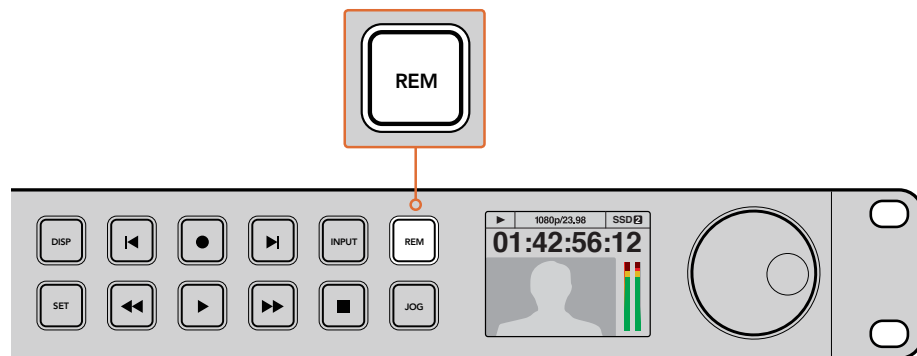 REM
DISP
INPUT
REM
1080p/23.98
SSD 2
01:42:56:12
SET
JOG